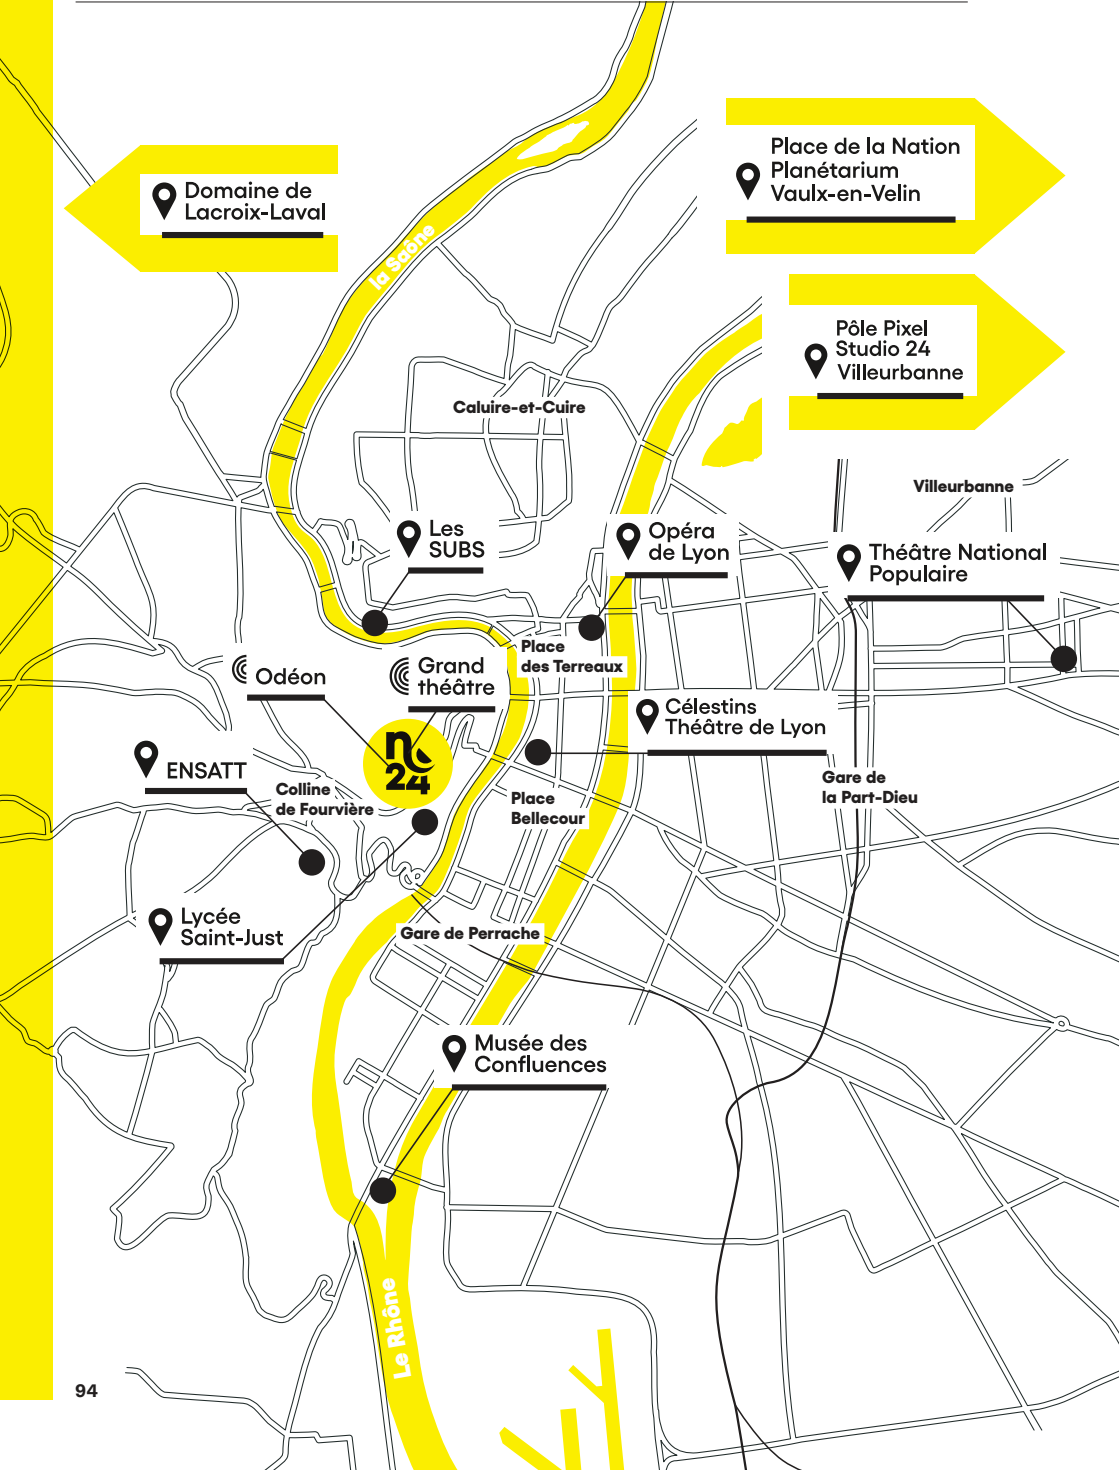 Place de la Nation
Planétarium
Vaulx-en-Velin
Domaine de
Lacroix-Laval
la Saône
Pôle Pixel
Studio 24
Villeurbanne
Caluire-et-Cuire
Villeurbanne
Les
SUBS
Opéra
de Lyon
Théâtre National
Populaire
Place
des Terreaux
Odéon
Grand
théâtre
Célestins
Théâtre de Lyon
24
ENSATT
Colline
de Fourvière
Place
Bellecour
Gare de
la Part-Dieu
Lycée
Saint-Just
Gare de Perrache
Musée des
Confluences
Le Rhône
94